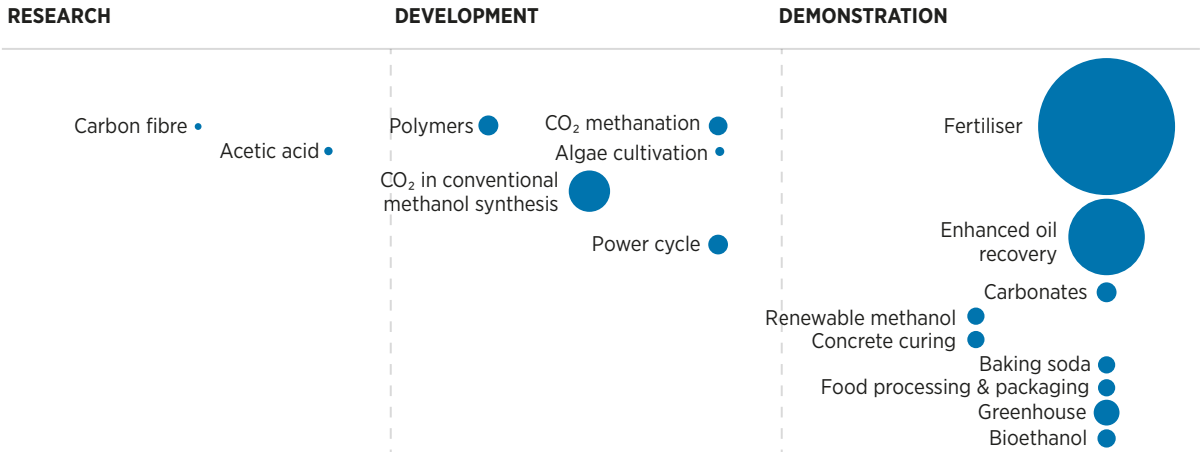 RESEARCH
DEVELOPMENT
DEMONSTRATION
Carbon fibre
Acetic acid
Polymers
CO₂ methanation
Algae cultivation
CO₂ in conventional
methanol synthesis
Power cycle
Fertiliser
Enhanced oil
recovery
Carbonates
Renewable methanol
Concrete curing
Baking soda
Food processing & packaging
Greenhouse
Bioethanol